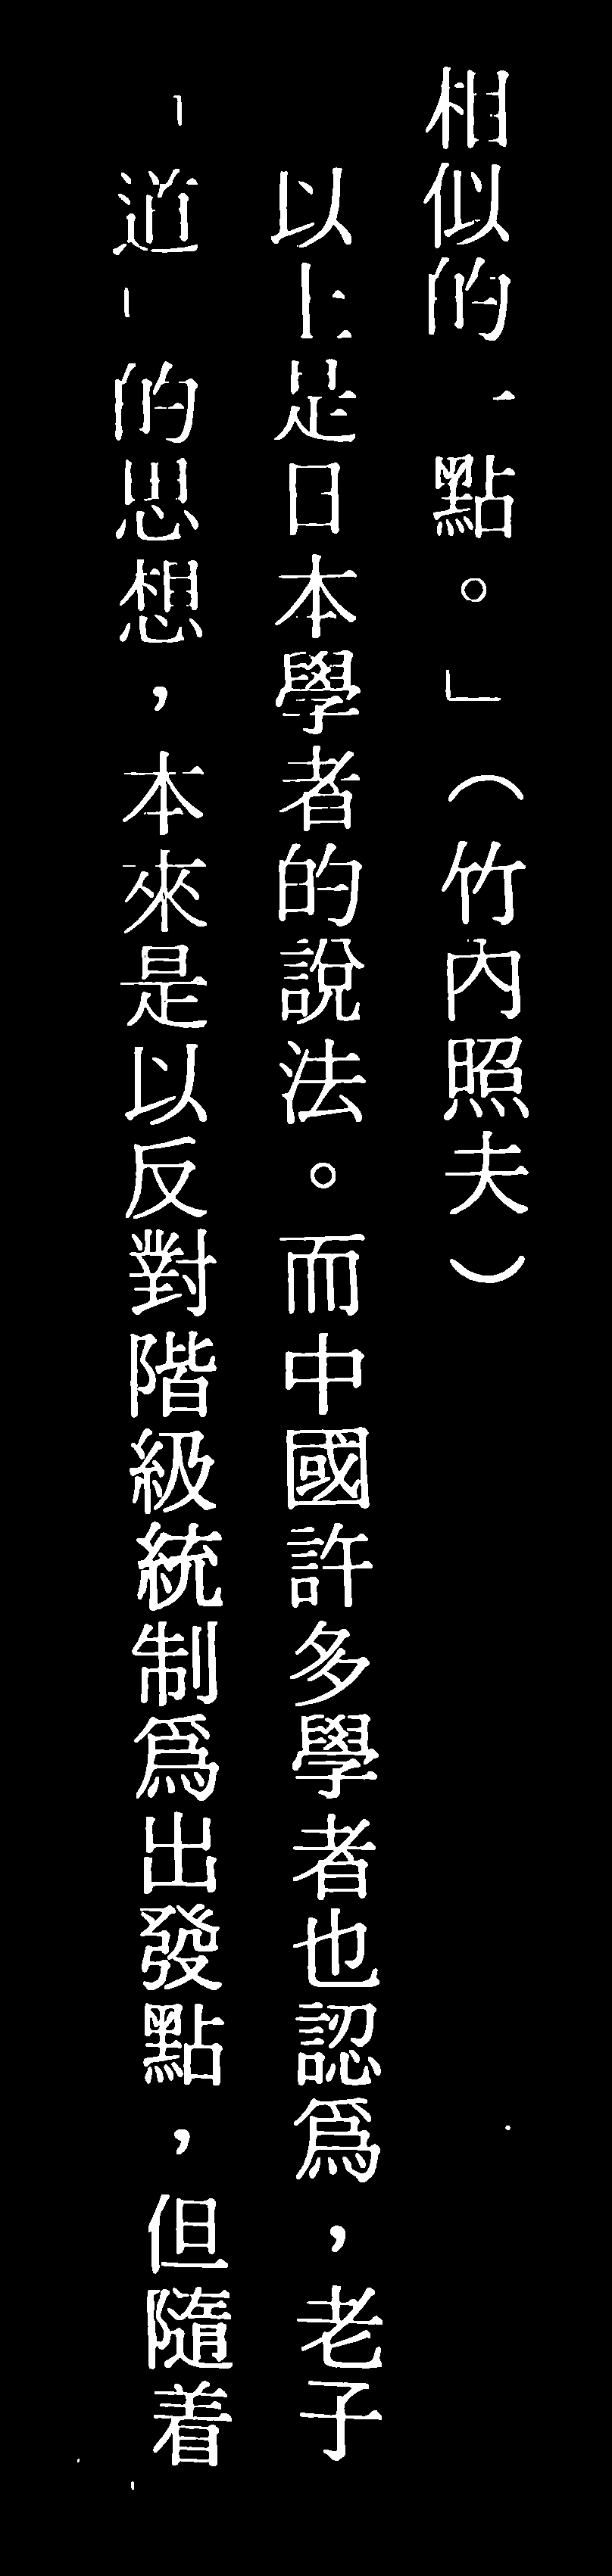 相似的一點。」（竹內照夫）
以上是日本學者的說法。而中國許多學者也認爲，老子
「道」的思想，本來是以反對階級統制爲出發點，但隨着